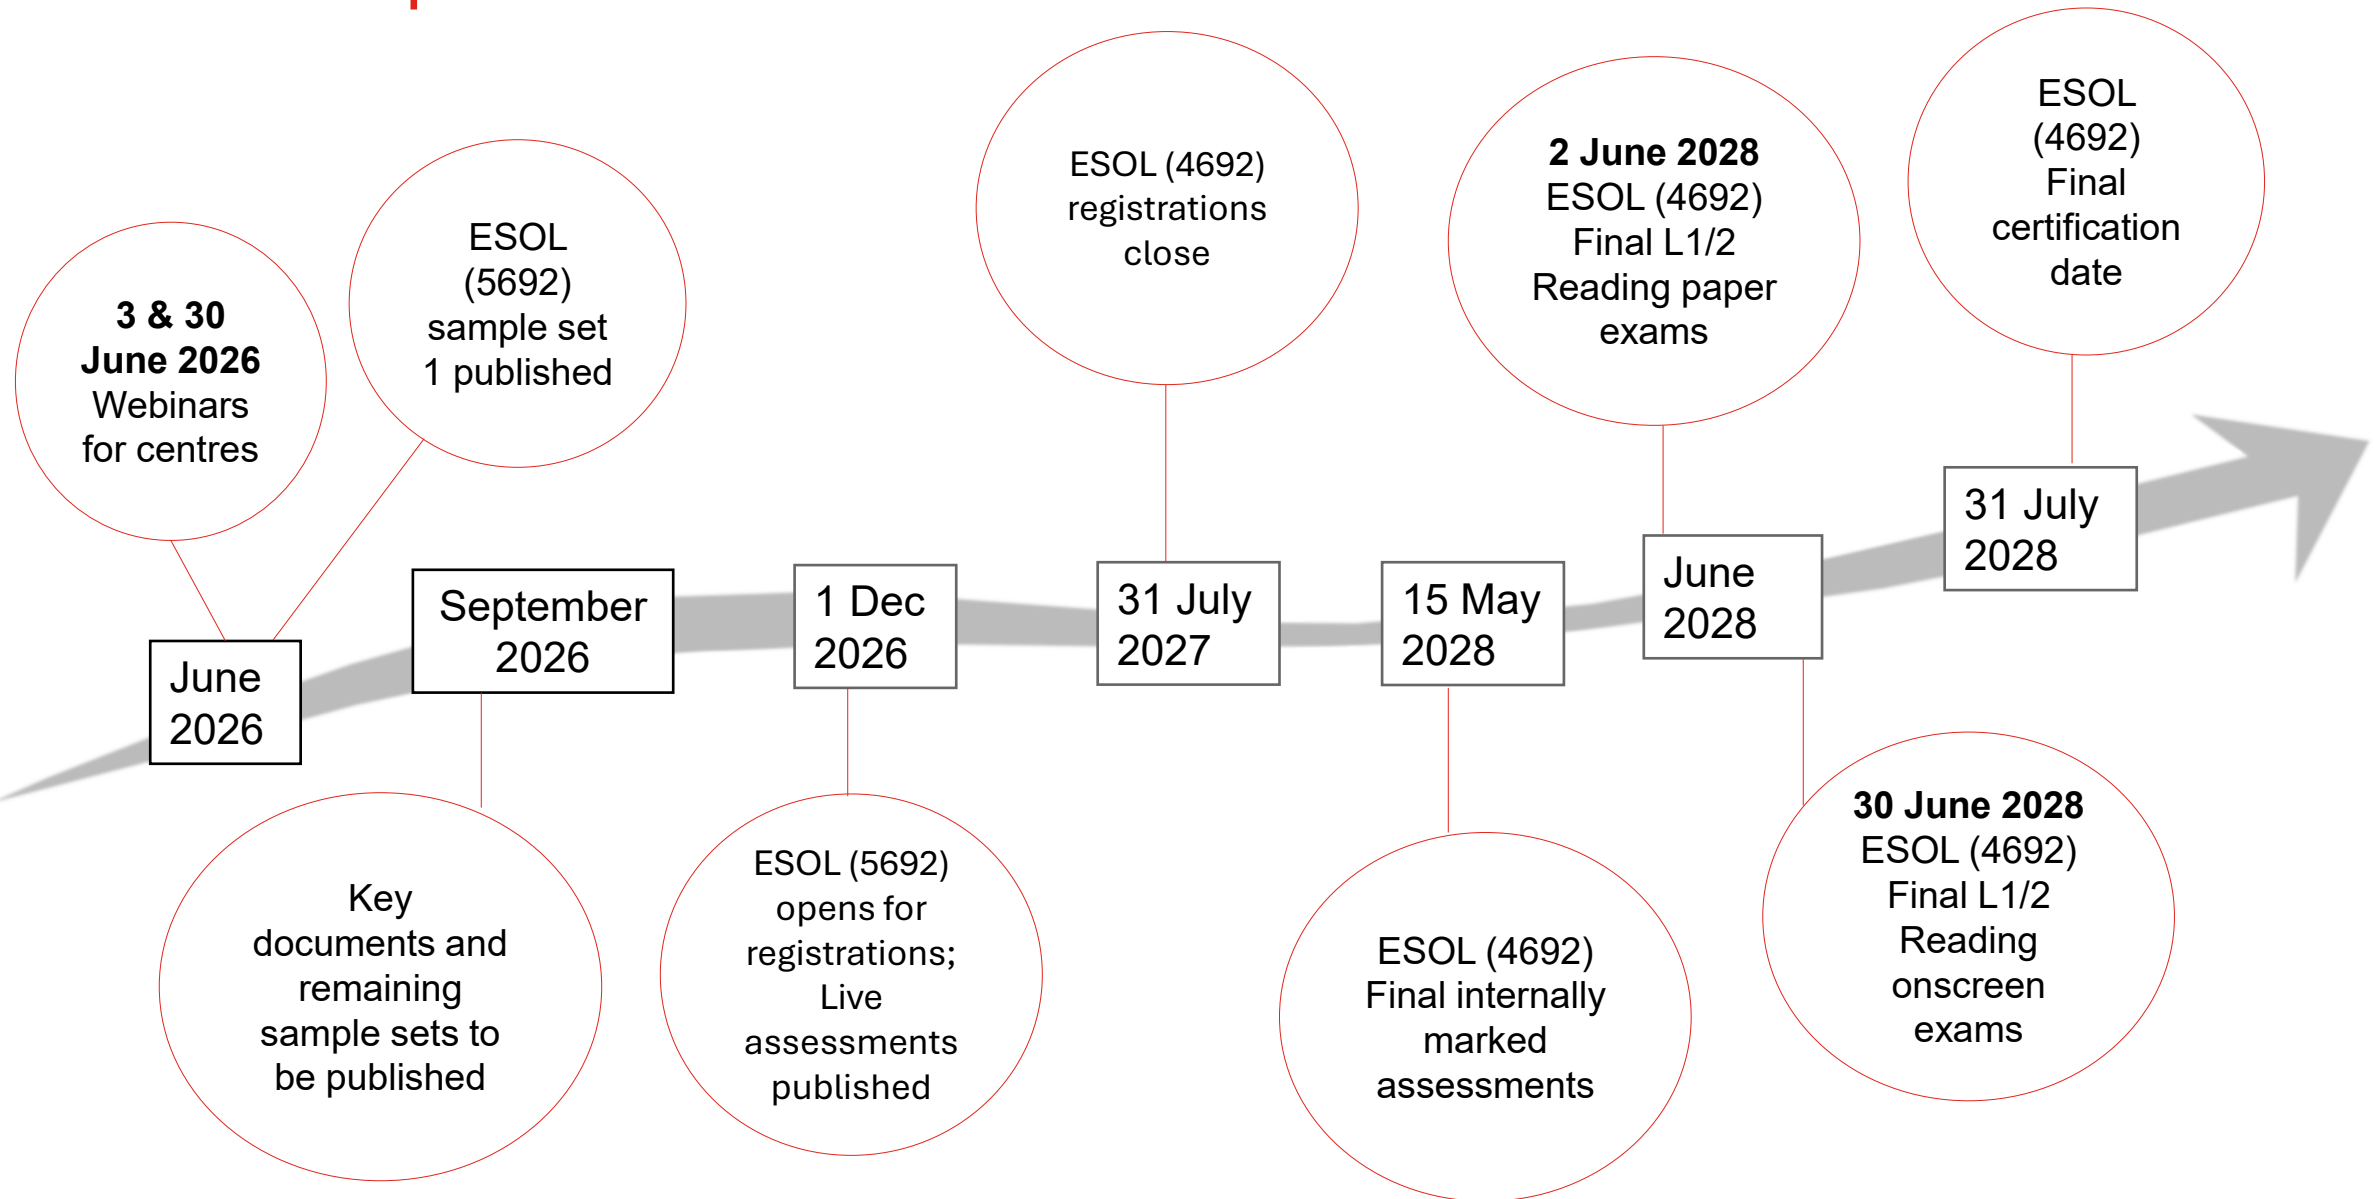 3 & 30
June 2026
Webinars
for centres
ESOL
(5692)
sample set
1 published
ESOL (4692)
registrations
close
2 June 2028
ESOL (4692)
Final L1/2
Reading paper
exams
ESOL
(4692)
Final
certification
date
June
2026
September
2026
1 Dec
2026
31 July
2027
15 May
2028
June
2028
31 July
2028
Key
documents and
remaining
sample sets to
be published
ESOL (5692)
opens for
registrations;
Live
assessments
published
ESOL (4692)
Final internally
marked
assessments
30 June 2028
ESOL (4692)
Final L1/2
Reading
onscreen
exams